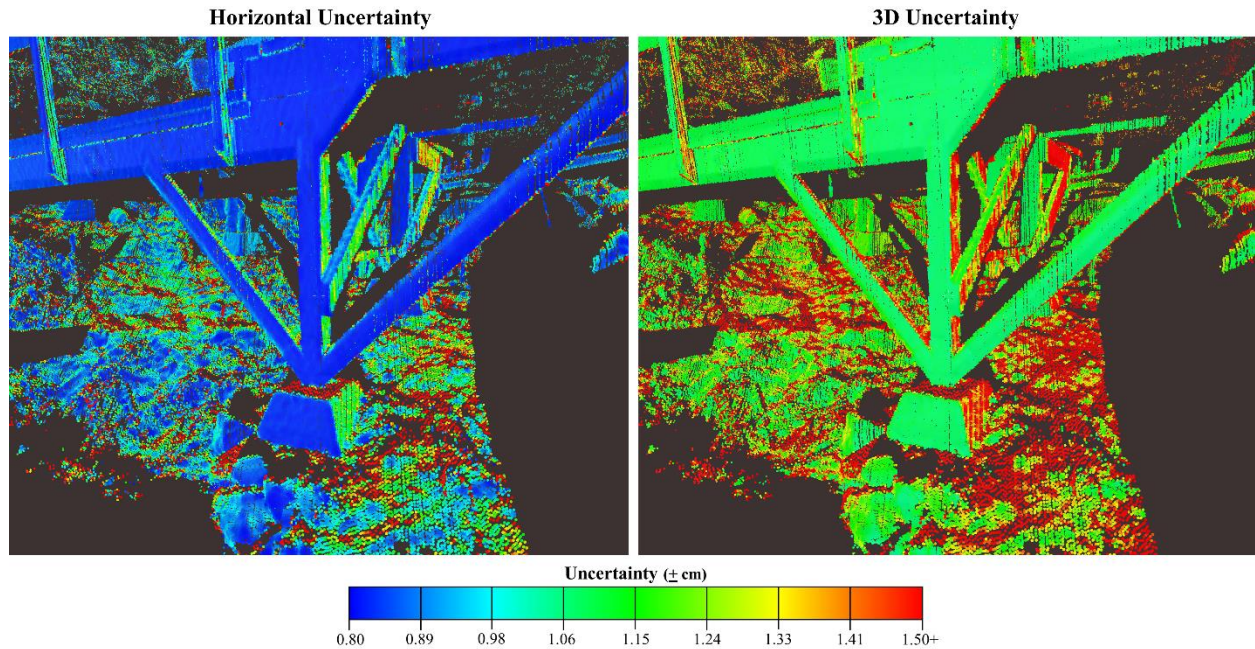 Horizontal Uncertainty
3D Uncertainty
Uncertainty (± cm)
0.80 0.89 0.98 1.06 1.15 1.24 1.33 1.41 1.50+